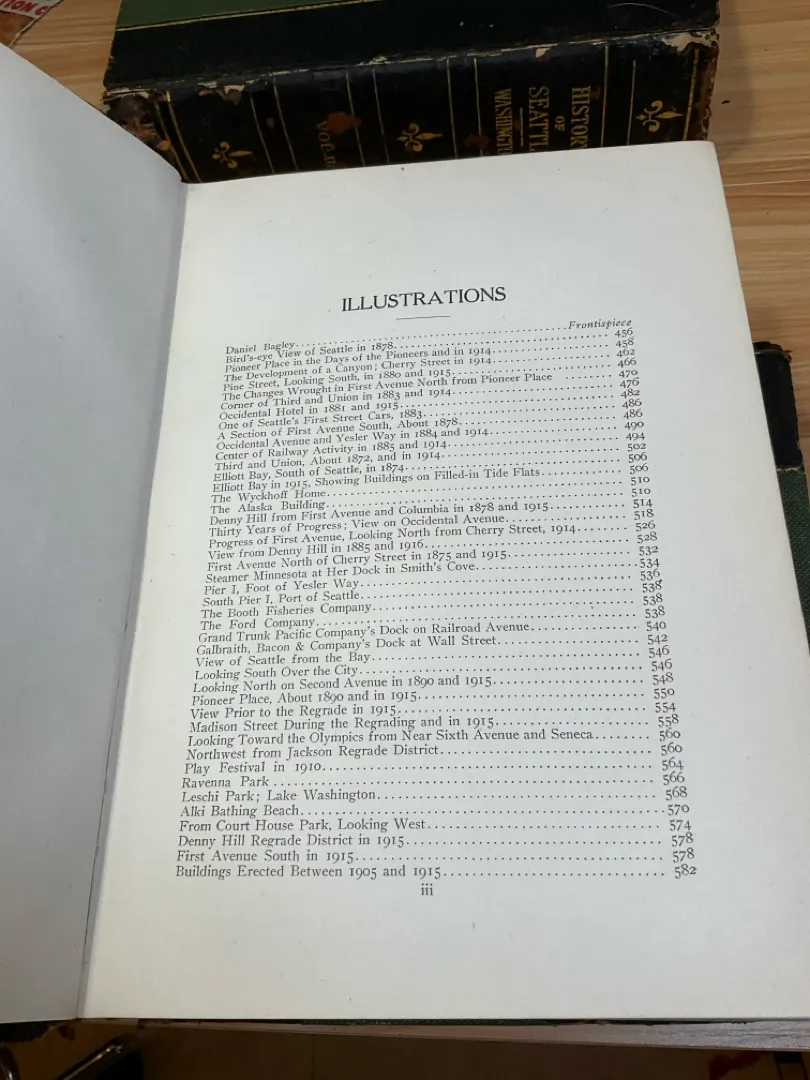 TION C
HISTORY
OF
SEATTLE
WASHINGTON
VOL. II
ILLUSTRATIONS
Daniel Bagley.......Frontispiece
Bird's-eye View of Seattle in 1878.......456
Pioneer Place in the Days of the Pioneers and in 1914.......458
The Development of a Canyon; Cherry Street in 1914.......462
Pine Street, Looking South, in 1880 and 1915.......466
The Changes Wrought in First Avenue North from Pioneer Place .......470
Corner of Third and Union in 1883 and 1914.......476
Occidental Hotel in 1881 and 1915.......482
One of Seattle's First Street Cars, 1883.......486
A Section of First Avenue South, About 1878.......486
Occidental Avenue and Yesler Way in 1884 and 1914.......490
Center of Railway Activity in 1885 and 1914.......494
Third and Union, About 1872, and in 1914.......502
Elliott Bay, South of Seattle, in 1874.......506
Elliott Bay in 1915, Showing Buildings on Filled-in Tide Flats.......506
The Wyckhoff Home.......510
The Alaska Building.......510
Denny Hill from First Avenue and Columbia in 1878 and 1915.......514
Thirty Years of Progress; View on Occidental Avenue.......518
Progress of First Avenue, Looking North from Cherry Street, 1914.......526
View from Denny Hill in 1885 and 1916.......528
First Avenue North of Cherry Street in 1875 and 1915.......532
Steamer Minnesota at Her Dock in Smith's Cove.......534
Pier 1, Foot of Yesler Way.......536
South Pier 1, Port of Seattle.......538
The Booth Fisheries Company.......538
The Ford Company.......538
Grand Trunk Pacific Company's Dock on Railroad Avenue.......540
Galbraith, Bacon & Company's Dock at Wall Street.......542
View of Seattle from the Bay.......546
Looking South Over the City.......546
Looking North on Second Avenue in 1890 and 1915.......548
Pioneer Place, About 1890 and in 1915.......550
View Prior to the Regrade in 1915.......554
Madison Street During the Regrading and in 1915.......558
Looking Toward the Olympics from Near Sixth Avenue and Seneca.......560
Northwest from Jackson Regrade District.......560
Play Festival in 1910.......564
Ravenna Park.......566
Leschi Park; Lake Washington.......568
Alki Bathing Beach.......570
From Court House Park, Looking West.......574
Denny Hill Regrade District in 1915.......578
First Avenue South in 1915.......578
Buildings Erected Between 1905 and 1915.......582
iii